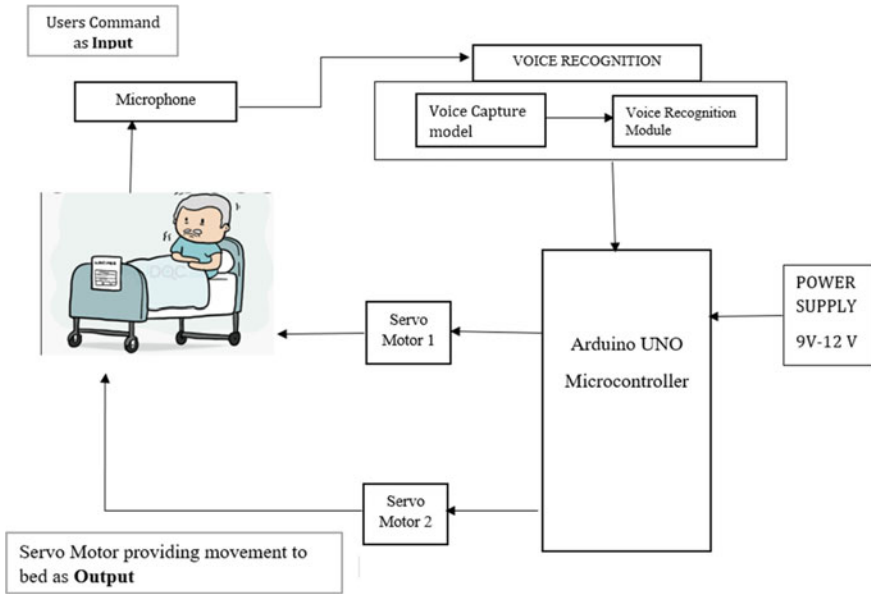 Users Command
as Input
VOICE RECOGNITION
Microphone
Voice Capture
model
Voice Recognition
Module
POWER
SUPPLY
9V-12 V
Servo
Motor 1
Arduino UNO
Microcontroller
Servo
Motor 2
Servo Motor providing movement to
bed as Output